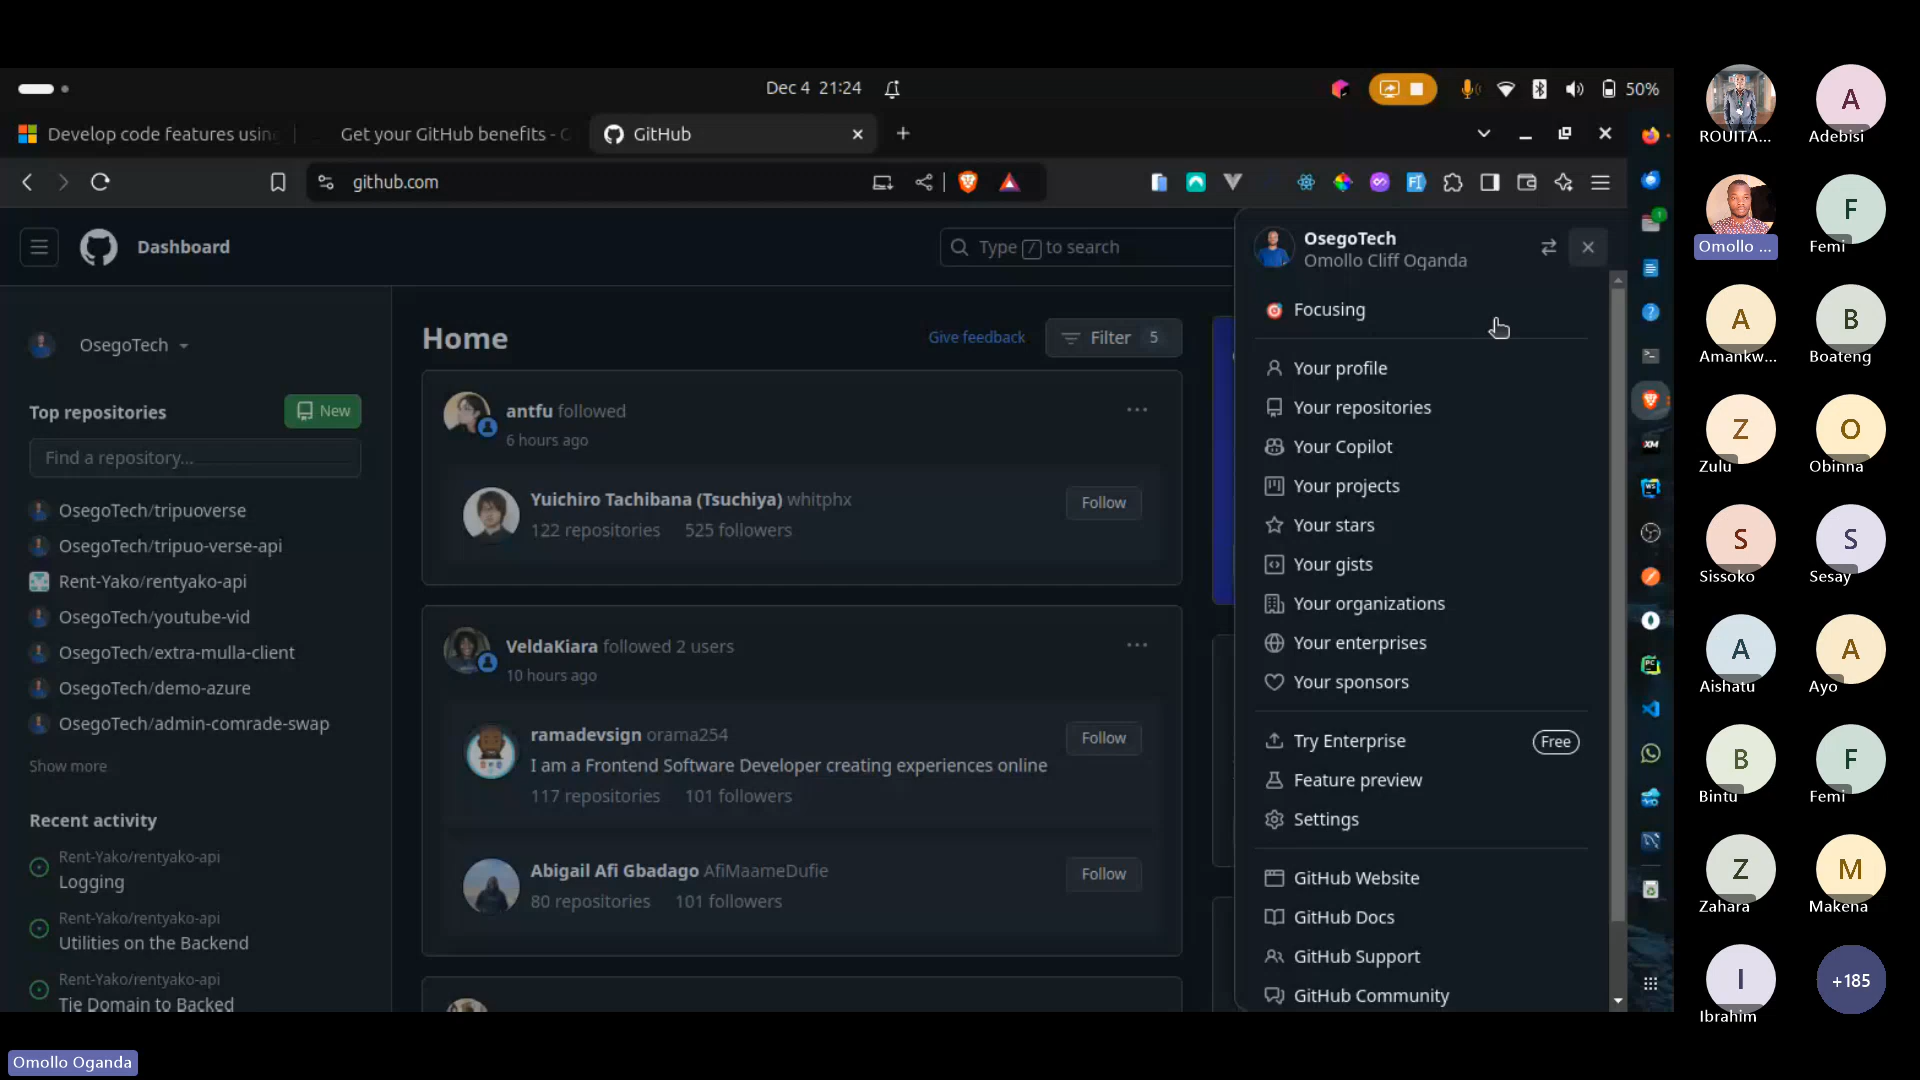 Dec 4 21:24
50%
Develop code features using
Get your GitHub benefits -
GitHub
github.com
Dashboard
Type / to search
OsegoTech
Top repositories
New
Find a repository...
OsegoTech/tripuoverse
OsegoTech/tripuo-verse-api
Rent-Yako/rentyako-api
OsegoTech/youtube-vid
OsegoTech/extra-mulla-client
OsegoTech/demo-azure
OsegoTech/admin-comrade-swap
Show more
Recent activity
Rent-Yako/rentyako-api
Logging
Rent-Yako/rentyako-api
Utilities on the Backend
Rent-Yako/rentyako-api
Tie Domain to Backed
Home
Give feedback
Filter 5
antfu followed
6 hours ago
Yuichiro Tachibana (Tsuchiya) whitphx
122 repositories 525 followers
Follow
VeldaKiara followed 2 users
10 hours ago
ramadevsign orama254
I am a Frontend Software Developer creating experiences online
117 repositories 101 followers
Follow
Abigail Afi Gbadago AfiMaameDufie
80 repositories 101 followers
Follow
OsegoTech
Omollo Cliff Oganda
Focusing
Your profile
Your repositories
Your Copilot
Your projects
Your stars
Your gists
Your organizations
Your enterprises
Your sponsors
Try Enterprise Free
Feature preview
Settings
GitHub Website
GitHub Docs
GitHub Support
GitHub Community
ROUITA...
A
Adebisi
Omollo ...
F
Femi
A
Amankw...
B
Boateng
Z
Zulu
O
Obinna
S
Sissoko
S
Sesay
A
Aishatu
A
Ayo
B
Bintu
F
Femi
Z
Zahara
M
Makena
I
Ibrahim
+185
Omollo Oganda